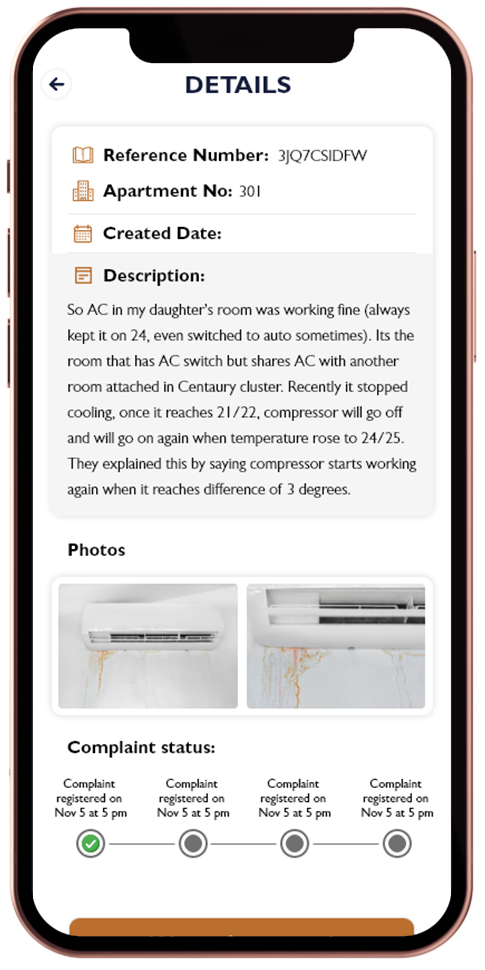 DETAILS
Reference Number: 3JQ7CSIDFW
Apartment No: 301
Created Date:
Description:
So AC in my daughter's room was working fine (always
kept it on 24, even switched to auto sometimes). Its the
room that has AC switch but shares AC with another
room attached in Centaury cluster. Recently it stopped
cooling, once it reaches 21/22, compressor will go off
and will go on again when temperature rose to 24/25.
They explained this by saying compressor starts working
again when it reaches difference of 3 degrees.
Photos
Complaint status:
Complaint
registered on
Nov 5 at 5 pm
Complaint
registered on
Nov 5 at 5 pm
Complaint
registered on
Nov 5 at 5 pm
Complaint
registered on
Nov 5 at 5 pm